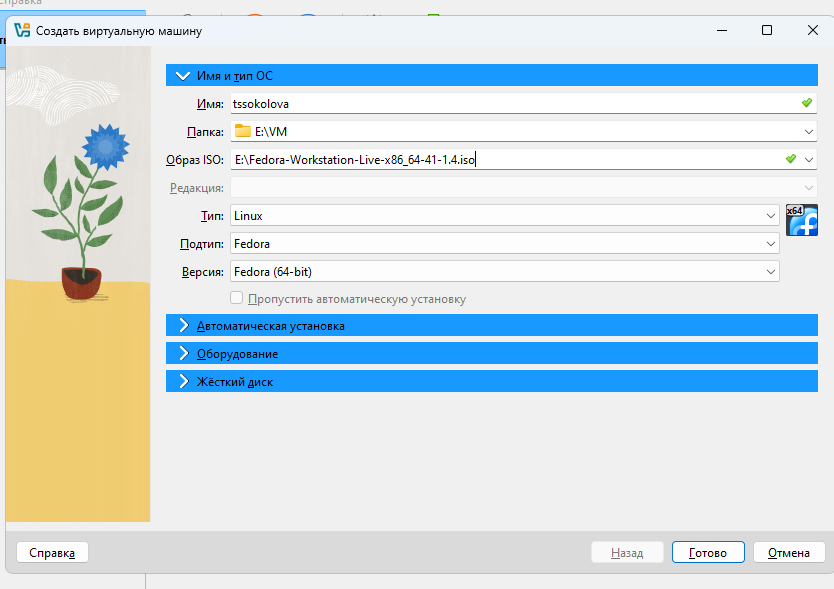 Справка
Создать виртуальную машину
Имя и тип ОС
Имя: tssokolova
Папка: E:\VM
Образ ISO: E:\Fedora-Workstation-Live-x86_64-41-1.4.iso
Редакция:
Тип: Linux
x64
Подтип: Fedora
Версия: Fedora (64-bit)
Пропустить автоматическую установку
Автоматическая установка
Оборудование
Жёсткий диск
Справка Назад Готово Отмена